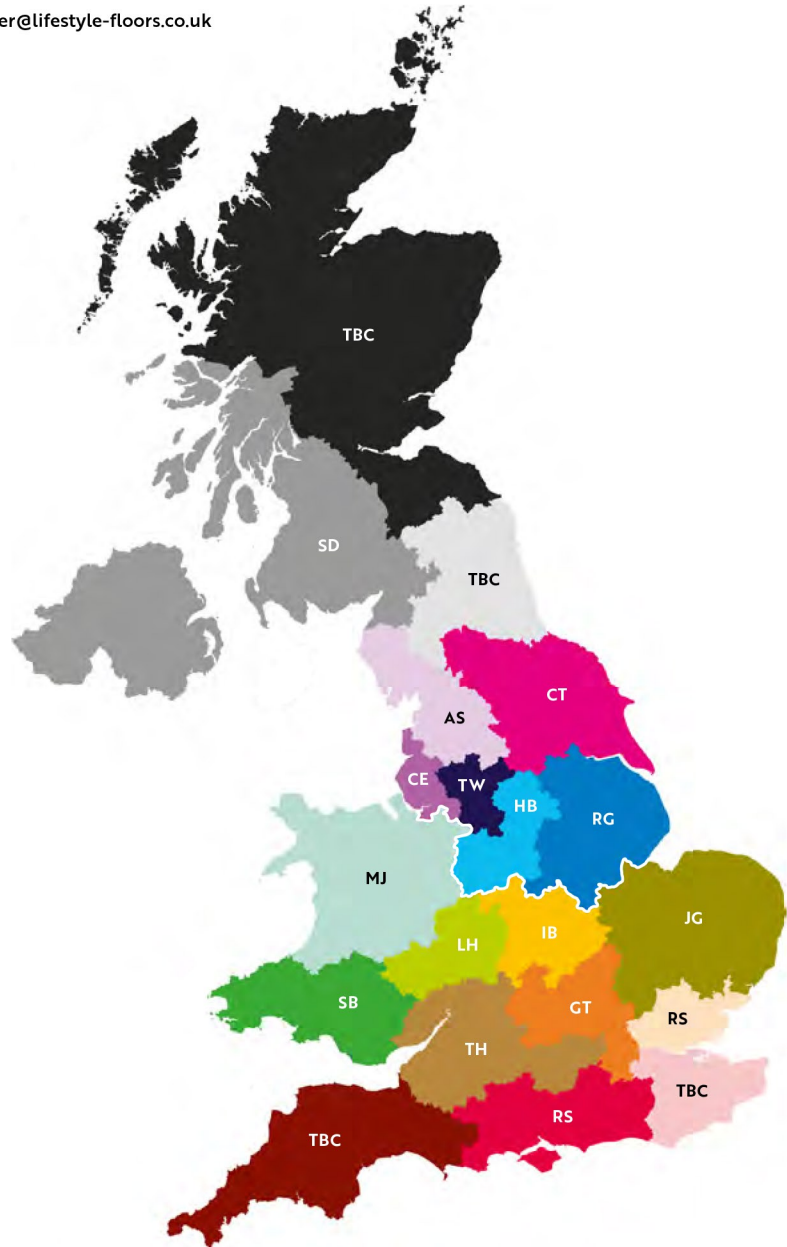 er@lifestyle-floors.co.uk
TBC
SD
TBC
CT
AS
CE
TW
HB
RG
MJ
JG
IB
LH
SB
GT
RS
TH
TBC
RS
TBC